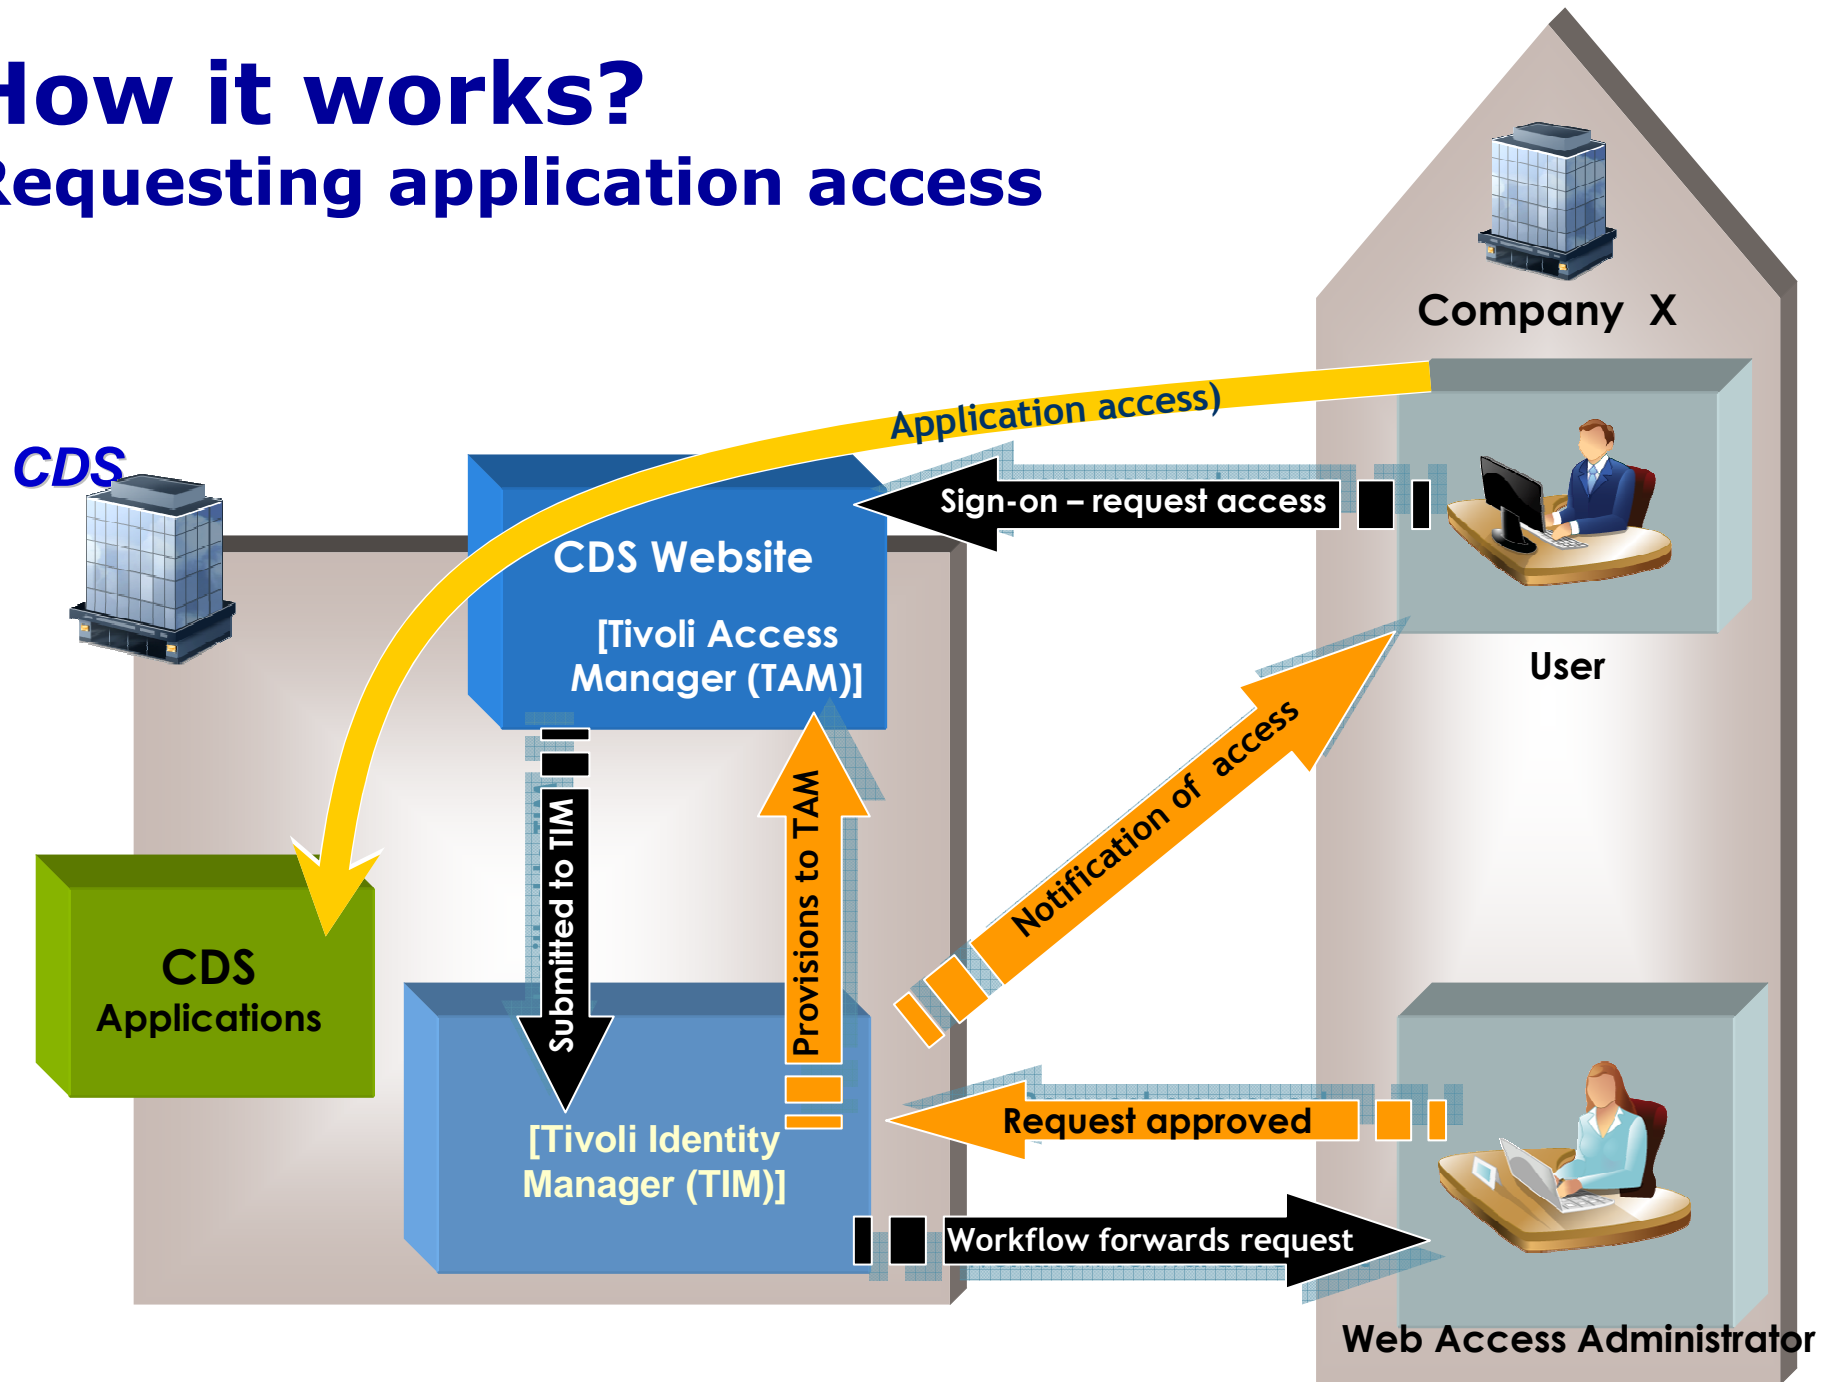 How it works?
Requesting application access
Company X
Application access)
CDS
Sign-on – request access
CDS Website
[Tivoli Access
Manager (TAM)]
User
Notification of access
Submitted to TIM
Provisions to TAM
CDS
Applications
Request approved
[Tivoli Identity
Manager (TIM)]
Workflow forwards request
Web Access Administrator